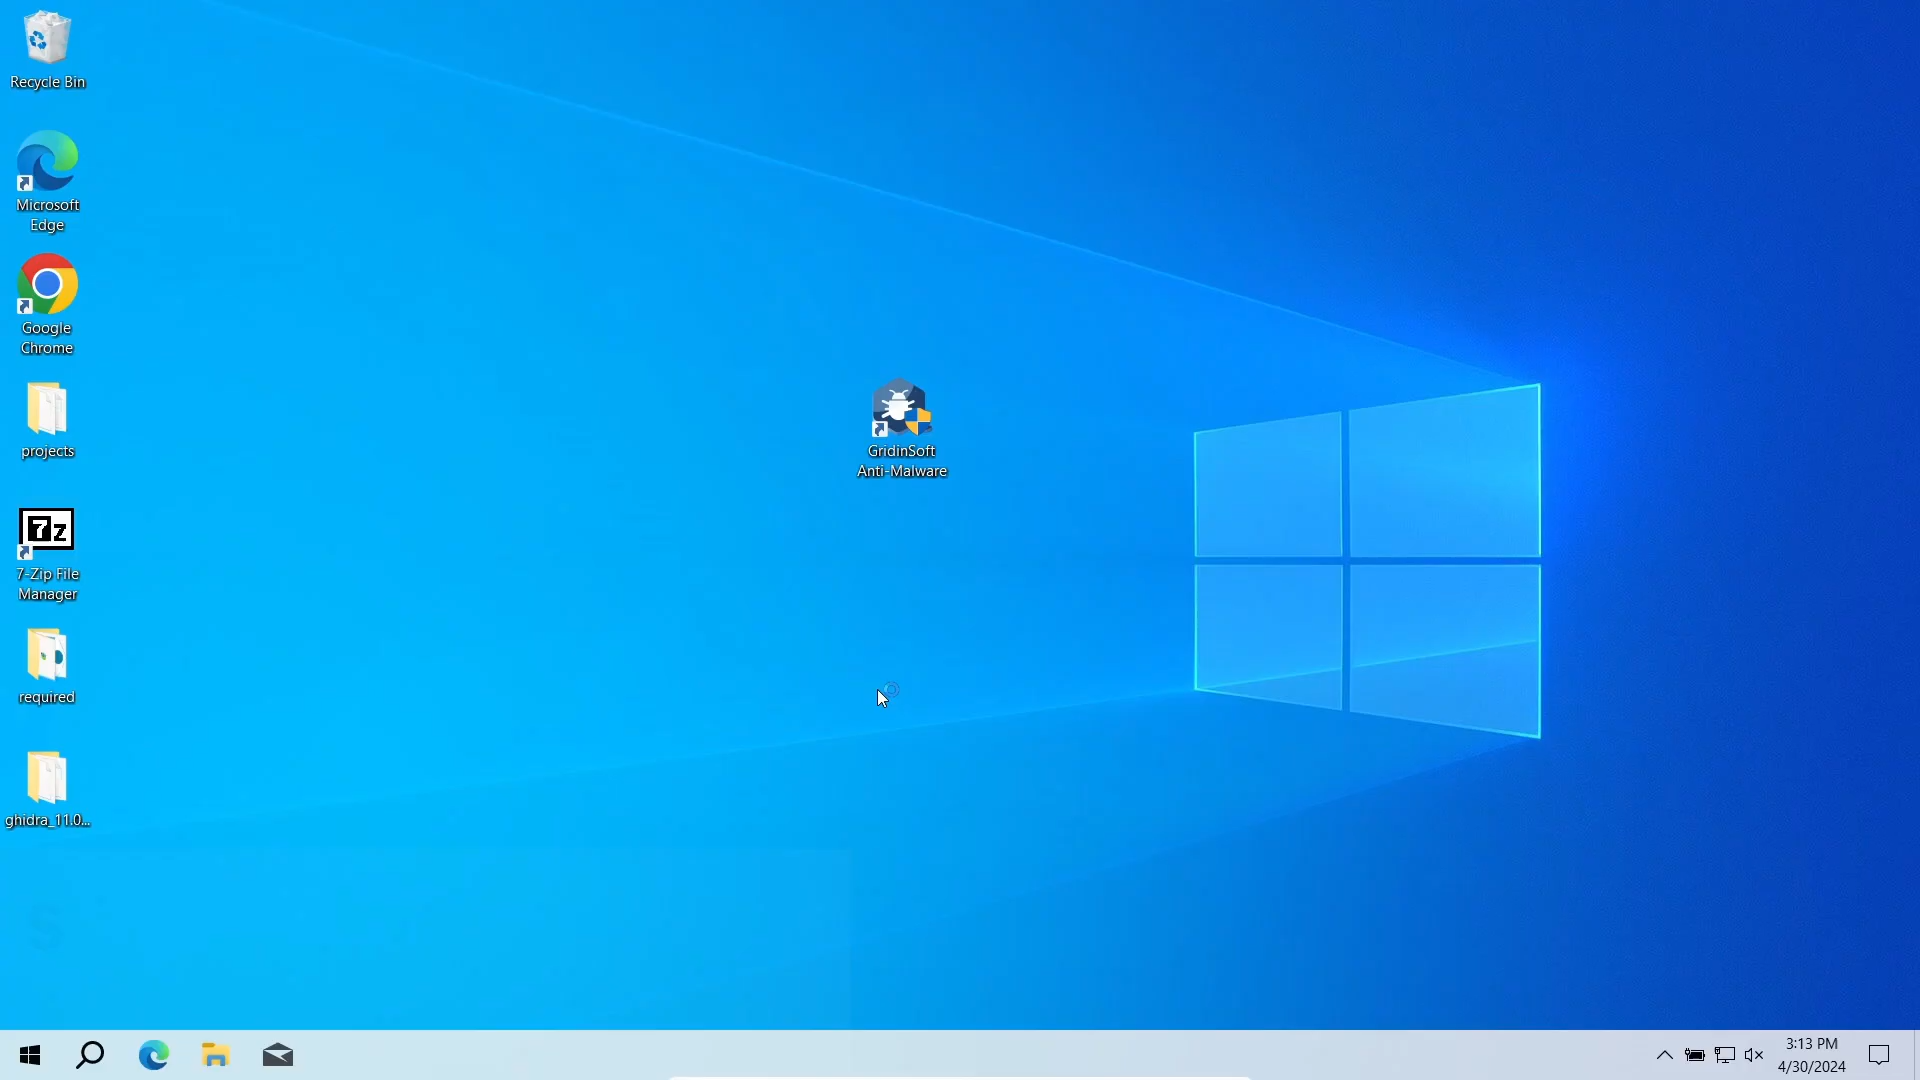 Recycle Bin
Microsoft
Edge
Google
Chrome
projects
GridinSoft
Anti-Malware
7z
7-Zip File
Manager
required
ghidra_11.0...
3:13 PM
4/30/2024